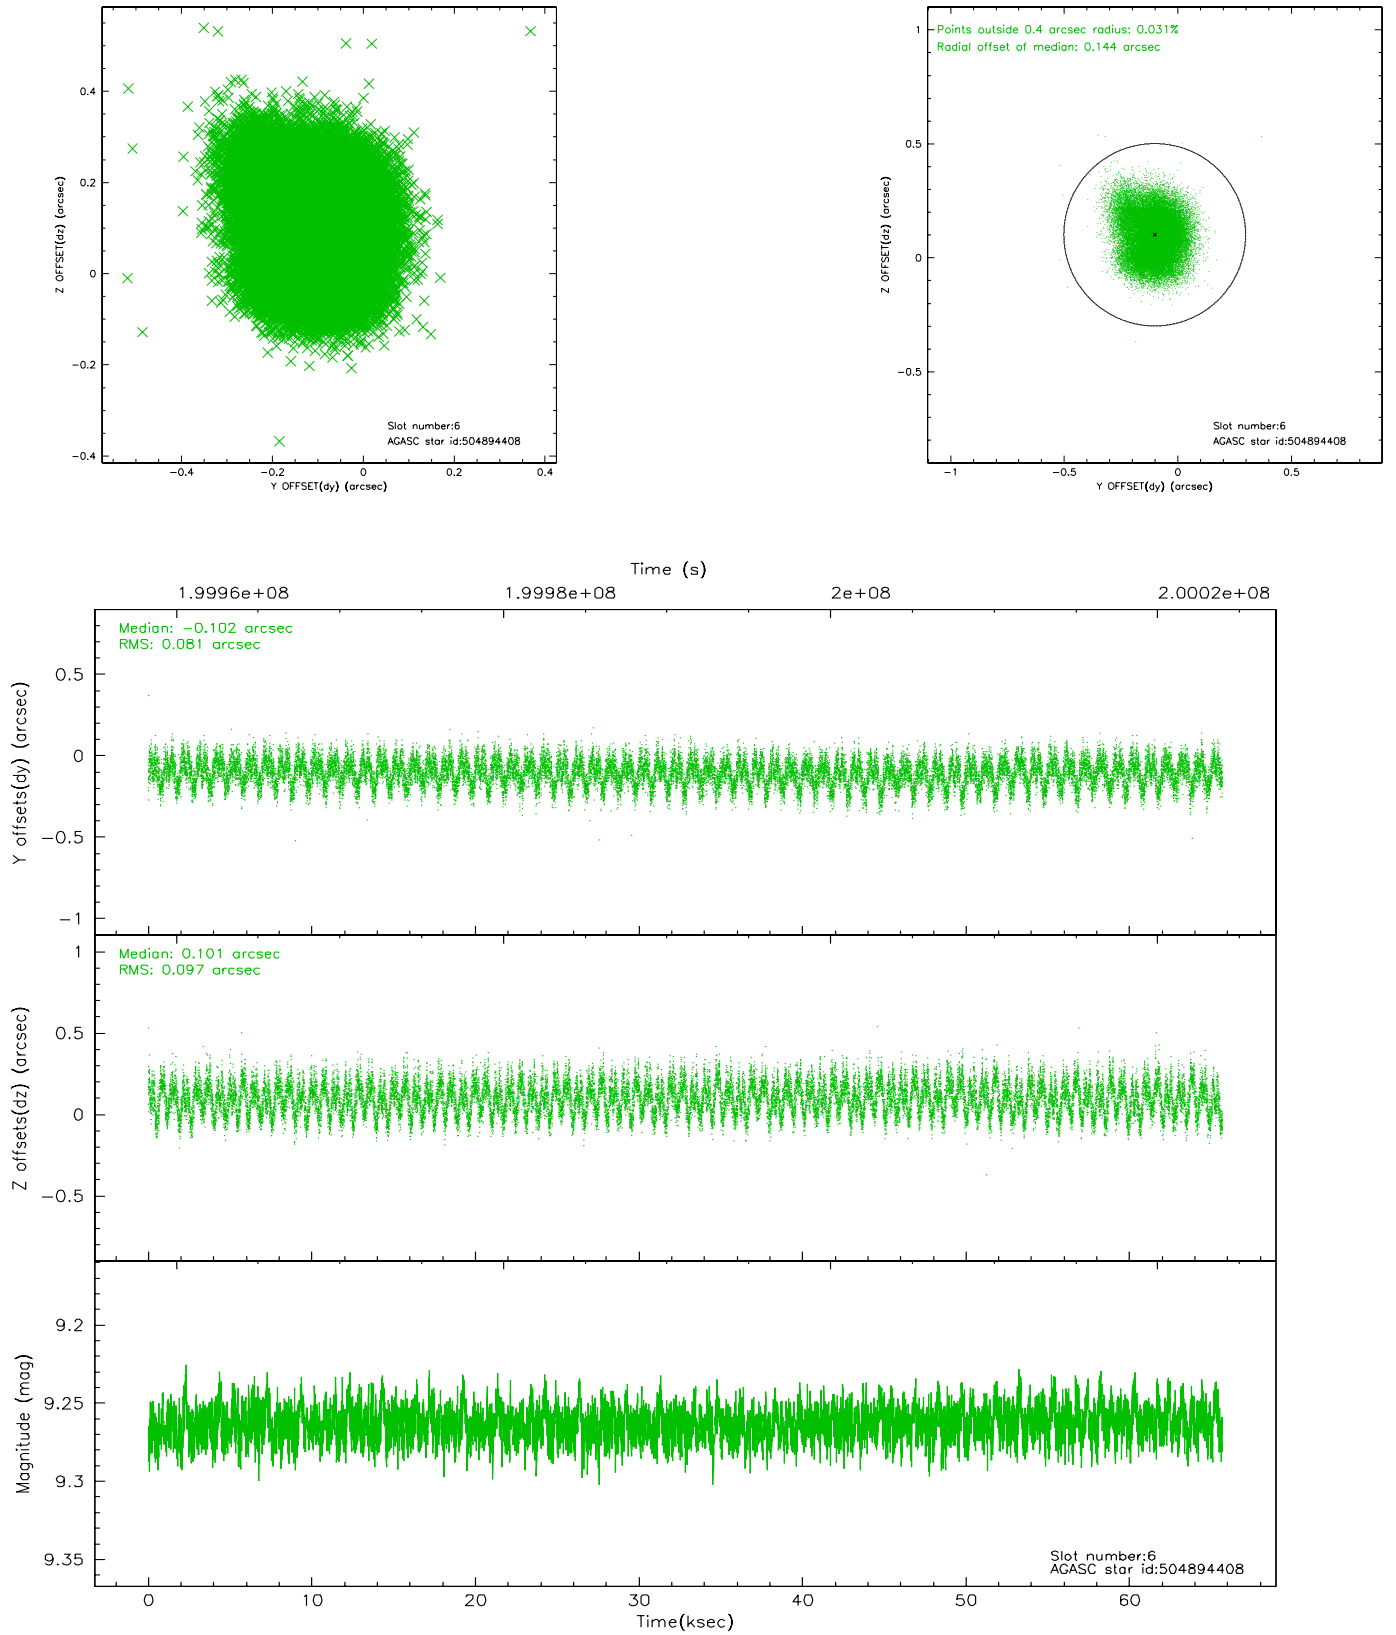 0.4
0.2
0
−0.2
−0.4
Z OFFSET(dz) (arcsec)
−0.4
−0.2
0
0.2
0.4
Y OFFSET(dy) (arcsec)
Slot number:6
AGASC star id:504894408
Points outside 0.4 arcsec radius: 0.031%
Radial offset of median: 0.144 arcsec
1
0.5
0
−0.5
Z OFFSET(dz) (arcsec)
−1
−0.5
0
0.5
Y OFFSET(dy) (arcsec)
Slot number:6
AGASC star id:504894408
Time (s)
1.9996e+08
1.9998e+08
2e+08
2.0002e+08
Median: −0.102 arcsec
RMS: 0.081 arcsec
0.5
0
−0.5
−1
Y offsets(dy) (arcsec)
Median: 0.101 arcsec
RMS: 0.097 arcsec
1
0.5
0
−0.5
Z offsets(dz) (arcsec)
9.2
9.25
9.3
9.35
Magnitude (mag)
Slot number:6
AGASC star id:504894408
0
10
20
30
40
50
60
Time(ksec)